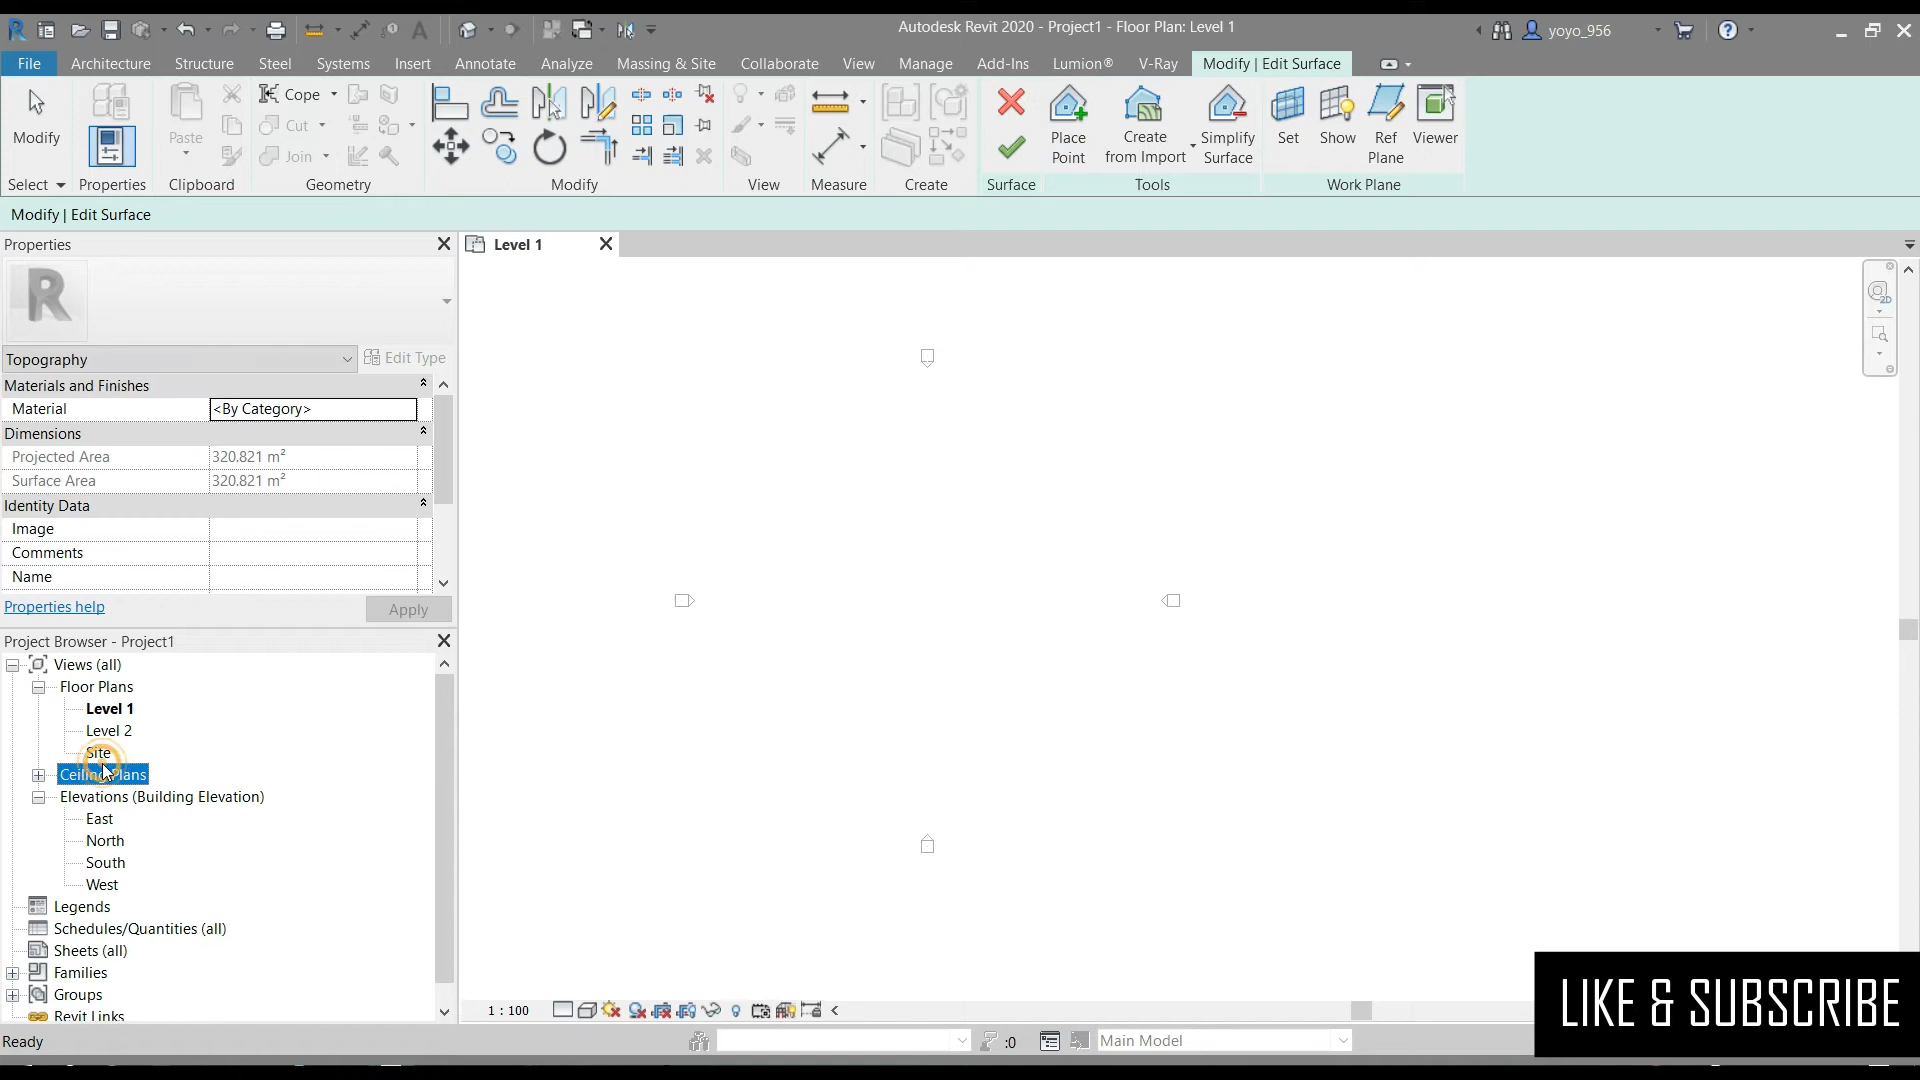 Autodesk Revit 2020 - Project1 - Floor Plan: Level 1
yoyo_956
File Architecture Structure Steel Systems Insert Annotate Analyze Massing & Site Collaborate View Manage Add-Ins Lumion® V-Ray Modify | Edit Surface
Modify
Paste
Cope
Cut
Join
Place Point
Create from Import
Simplify Surface
Set
Show
Ref Plane
Viewer
Select Properties Clipboard Geometry Modify View Measure Create Surface Tools Work Plane
Modify | Edit Surface
Properties
Level 1
R
2D
Topography
Edit Type
Materials and Finishes
Material <By Category>
Dimensions
Projected Area 320.821 m²
Surface Area 320.821 m²
Identity Data
Image
Comments
Name
Properties help
Apply
Project Browser - Project1
Views (all)
Floor Plans
Level 1
Level 2
Site
Ceiling Plans
Elevations (Building Elevation)
East
North
South
West
Legends
Schedules/Quantities (all)
Sheets (all)
Families
Groups
Revit Links
1 : 100
LIKE & SUBSCRIBE
Ready
:0
Main Model